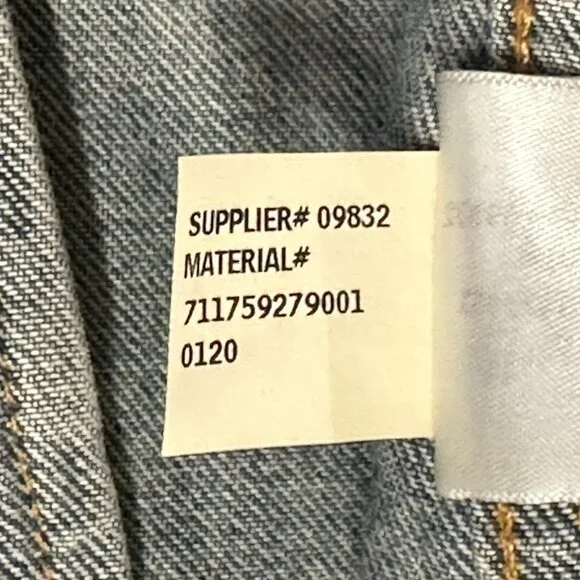 SUPPLIER# 09832
MATERIAL#
711759279001
0120